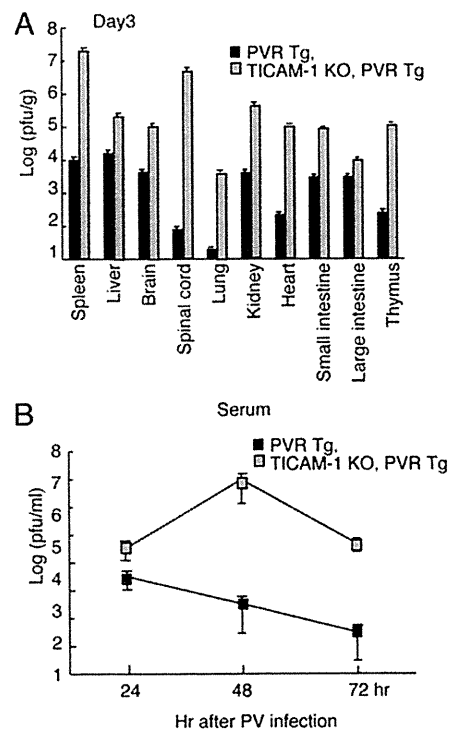 A
Day3
PVR Tg,
TICAM-1 KO, PVR Tg
Log (pfu/g)
8
7
6
5
4
3
2
1
Spleen
Liver
Brain
Spinal cord
Lung
Kidney
Heart
Small intestine
Large intestine
Thymus
B
Serum
PVR Tg,
TICAM-1 KO, PVR Tg
Log (pfu/ml)
8
7
6
5
4
3
2
1
24
48
72 hr
Hr after PV infection